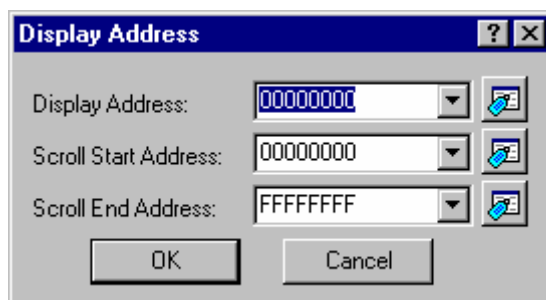 Display Address ?
Display Address: 00000000
Scroll Start Address: 00000000
Scroll End Address: FFFFFFFF
OK Cancel